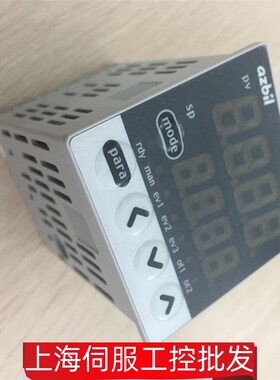 azbil
pv
sp
mode
para
rdy man ev1 ev2 ev3 ot1 ot2
上海伺服工控批发